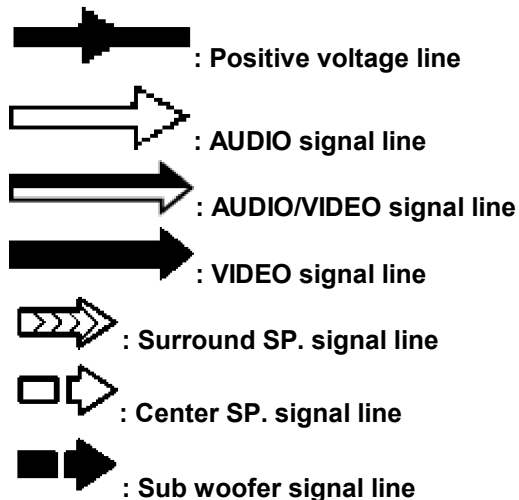 : Positive voltage line
: AUDIO signal line
: AUDIO/VIDEO signal line
: VIDEO signal line
: Surround SP. signal line
: Center SP. signal line
: Sub woofer signal line